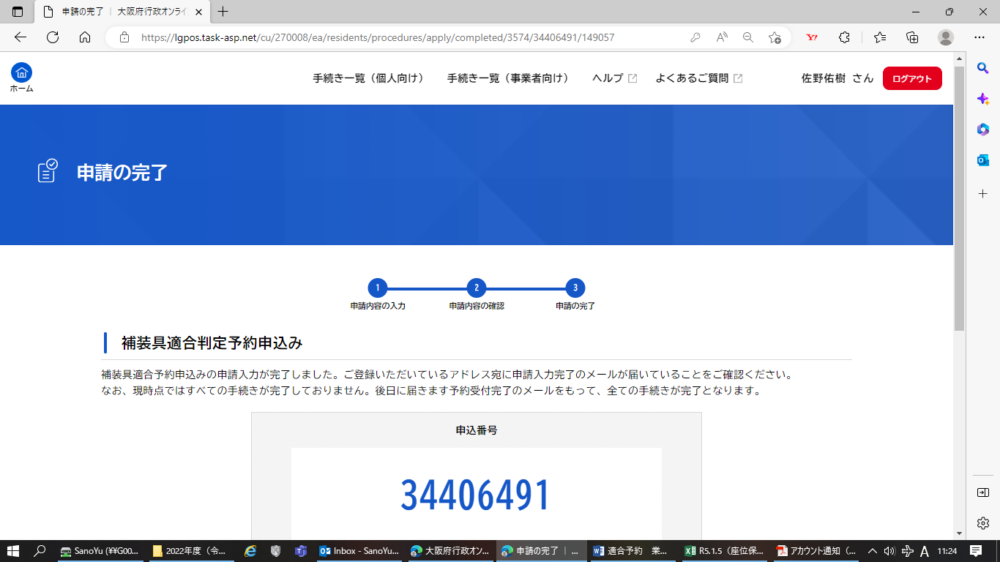 申請の完了 | 大阪府行政オンライン
https://lgpos.task-asp.net/cu/270008/ea/residents/procedures/apply/completed/3574/34406491/149057
ホーム
手続き一覧（個人向け） 手続き一覧（事業者向け） ヘルプ よくあるご質問 佐野佑樹 さん ログアウト
申請の完了
1 2 3
申請内容の入力 申請内容の確認 申請の完了
補装具適合判定予約申込み
補装具適合予約申込みの申請入力が完了しました。ご登録いただいているアドレス宛に申請入力完了のメールが届いていることをご確認ください。
なお、現時点ではすべての手続きが完了しておりません。後日に届きます予約受付完了のメールをもって、全ての手続きが完了となります。
申込番号
34406491
SanoYu (¥¥G00... 2022年度（令... Inbox - SanoYu... 大阪府行政オン... 申請の完了 | ... 適合予約 業... R5.1.5（座位保... アカウント通知（... A 11:24